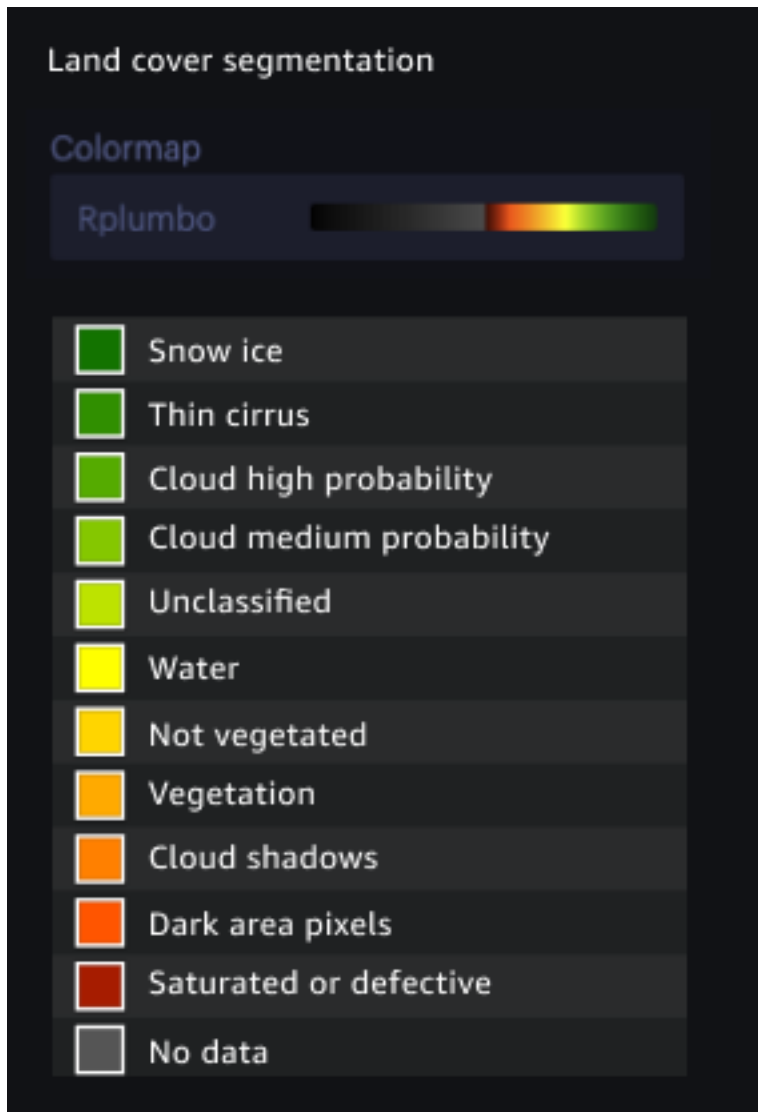 Land cover segmentation
Colormap
Rplumbo
Snow ice
Thin cirrus
Cloud high probability
Cloud medium probability
Unclassified
Water
Not vegetated
Vegetation
Cloud shadows
Dark area pixels
Saturated or defective
No data